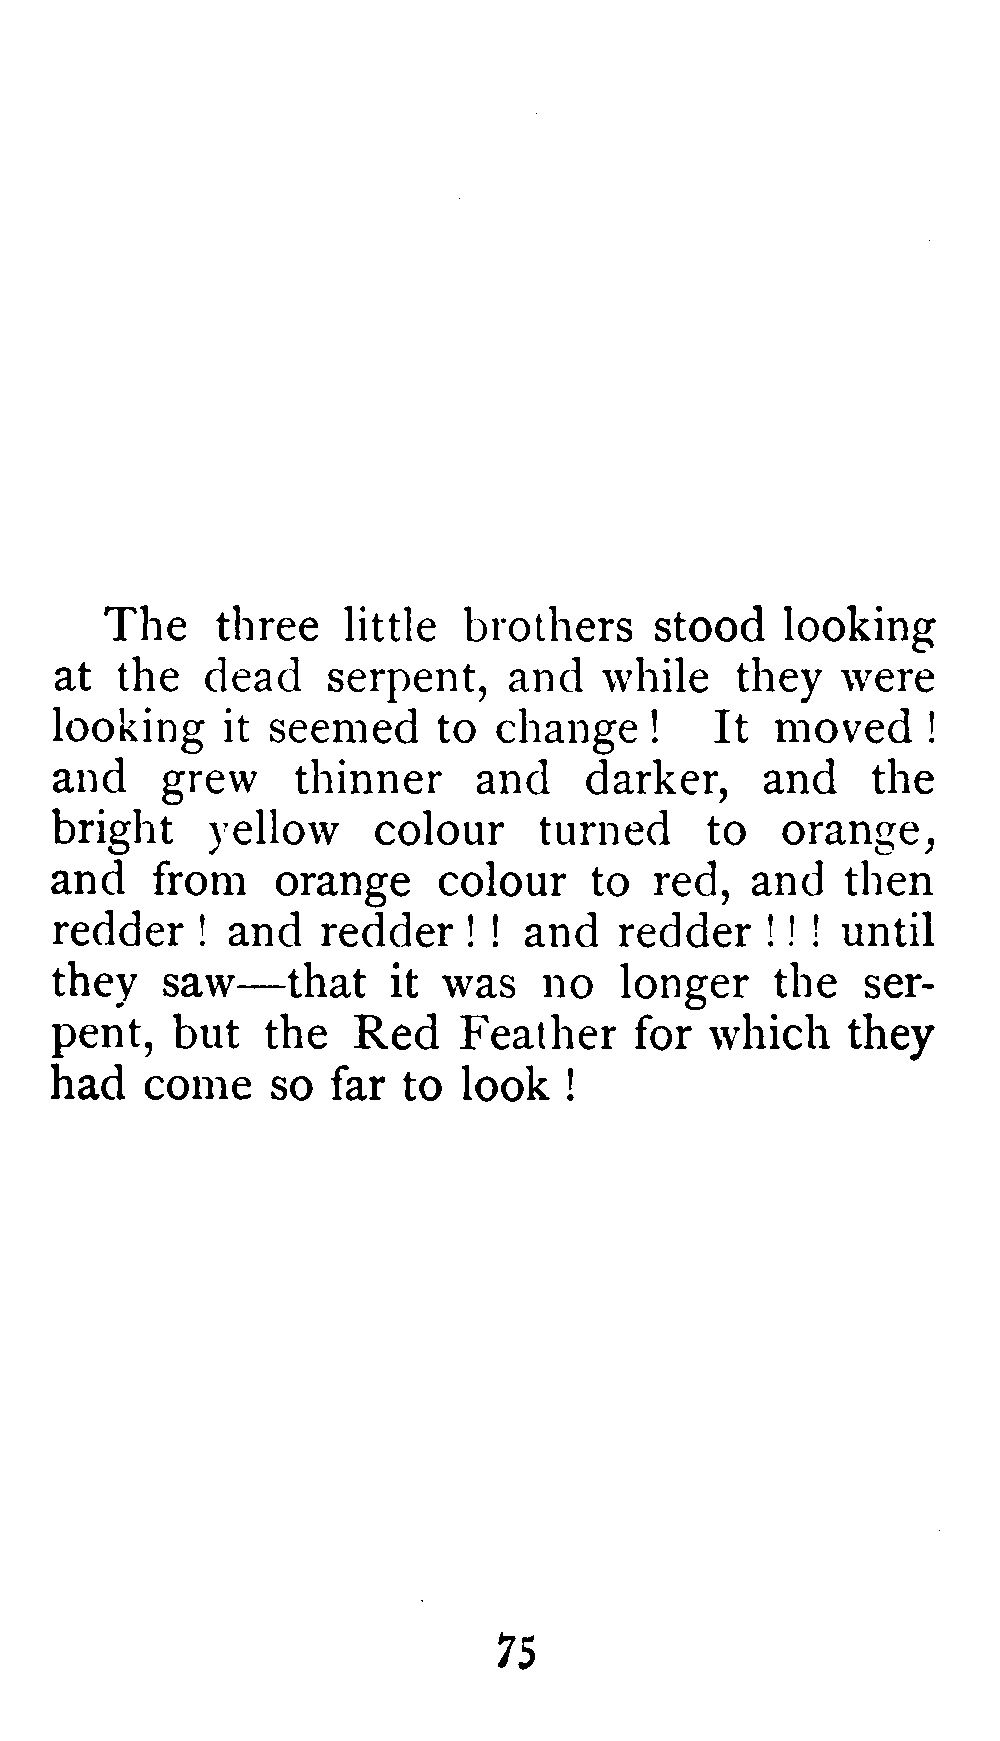 The three little brothers stood looking
at the dead serpent, and while they were
looking it seemed to change ! It moved !
and grew thinner and darker, and the
bright yellow colour turned to orange,
and from orange colour to red, and then
redder ! and redder ! ! and redder ! ! ! until
they saw—that it was no longer the ser-
pent, but the Red Feather for which they
had come so far to look !
75